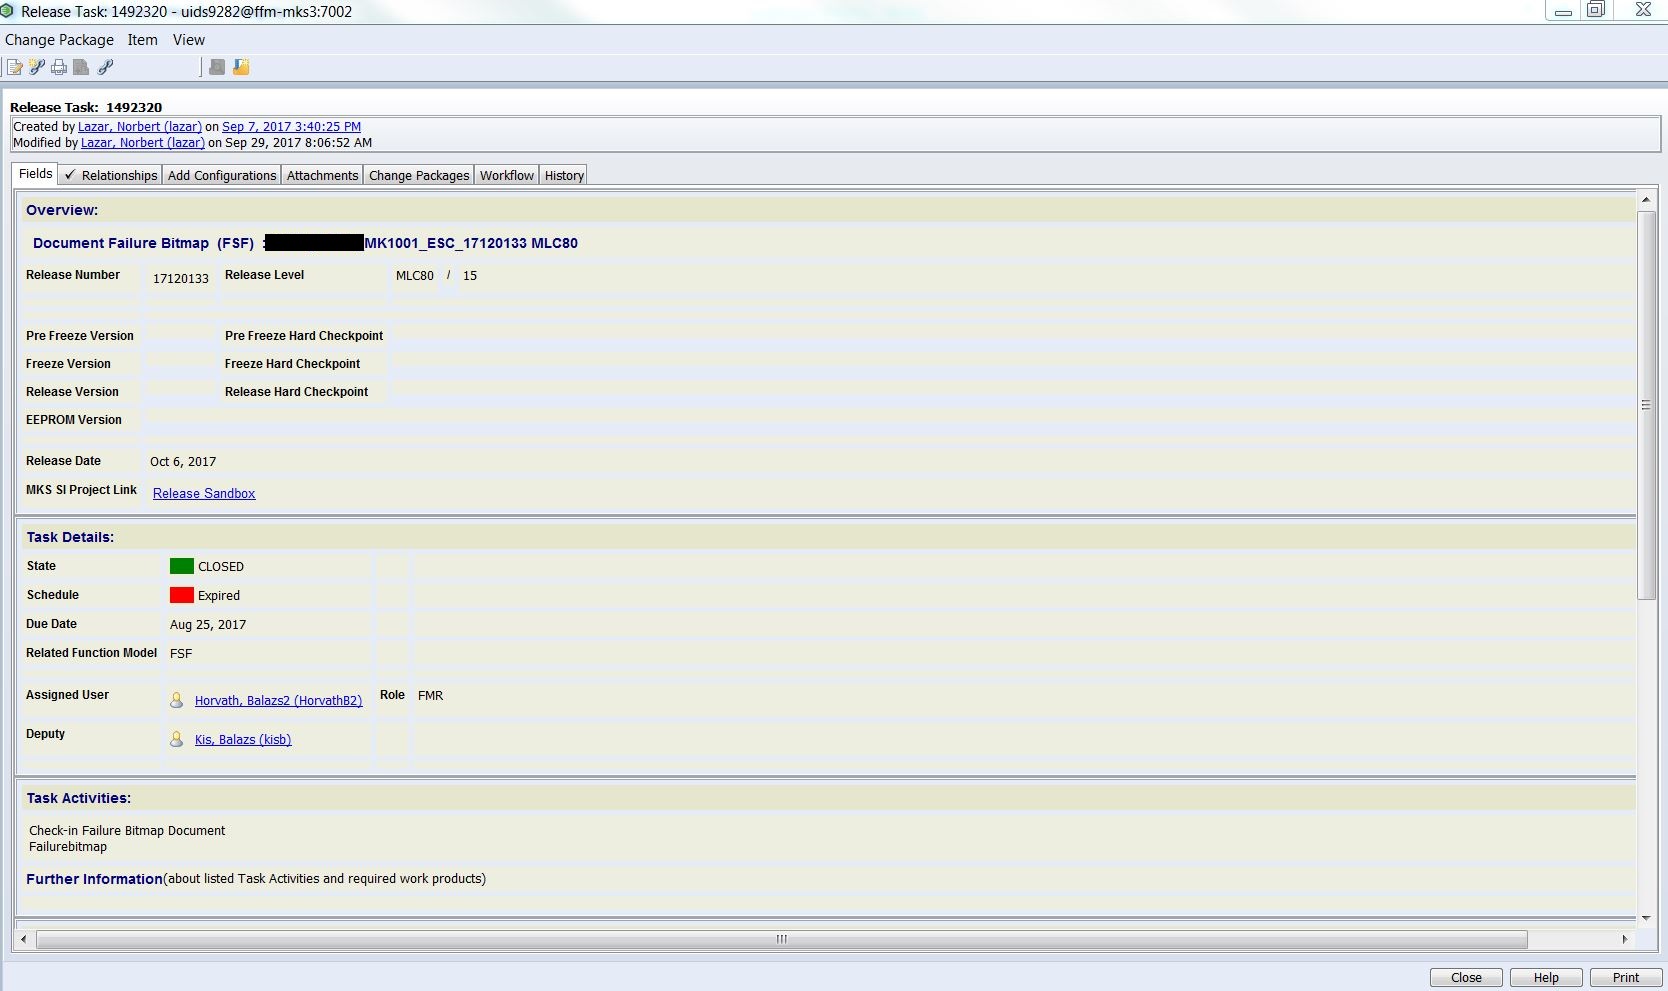 Release Task: 1492320 - uids9282@ffm-mks3:7002
Change Package Item View
Release Task: 1492320
Created by Lazar, Norbert (lazar) on Sep 7, 2017 3:40:25 PM
Modified by Lazar, Norbert (lazar) on Sep 29, 2017 8:06:52 AM
Fields ✓ Relationships Add Configurations Attachments Change Packages Workflow History
Overview:
Document Failure Bitmap (FSF) : MK1001_ESC_17120133 MLC80
Release Number 17120133 Release Level MLC80 / 15
Pre Freeze Version Pre Freeze Hard Checkpoint
Freeze Version Freeze Hard Checkpoint
Release Version Release Hard Checkpoint
EEPROM Version
Release Date Oct 6, 2017
MKS SI Project Link Release Sandbox
Task Details:
State CLOSED
Schedule Expired
Due Date Aug 25, 2017
Related Function Model FSF
Assigned User Horvath, Balazs2 (HorvathB2) Role FMR
Deputy Kis, Balazs (kisb)
Task Activities:
Check-in Failure Bitmap Document
Failurebitmap
Further Information(about listed Task Activities and required work products)
Close Help Print